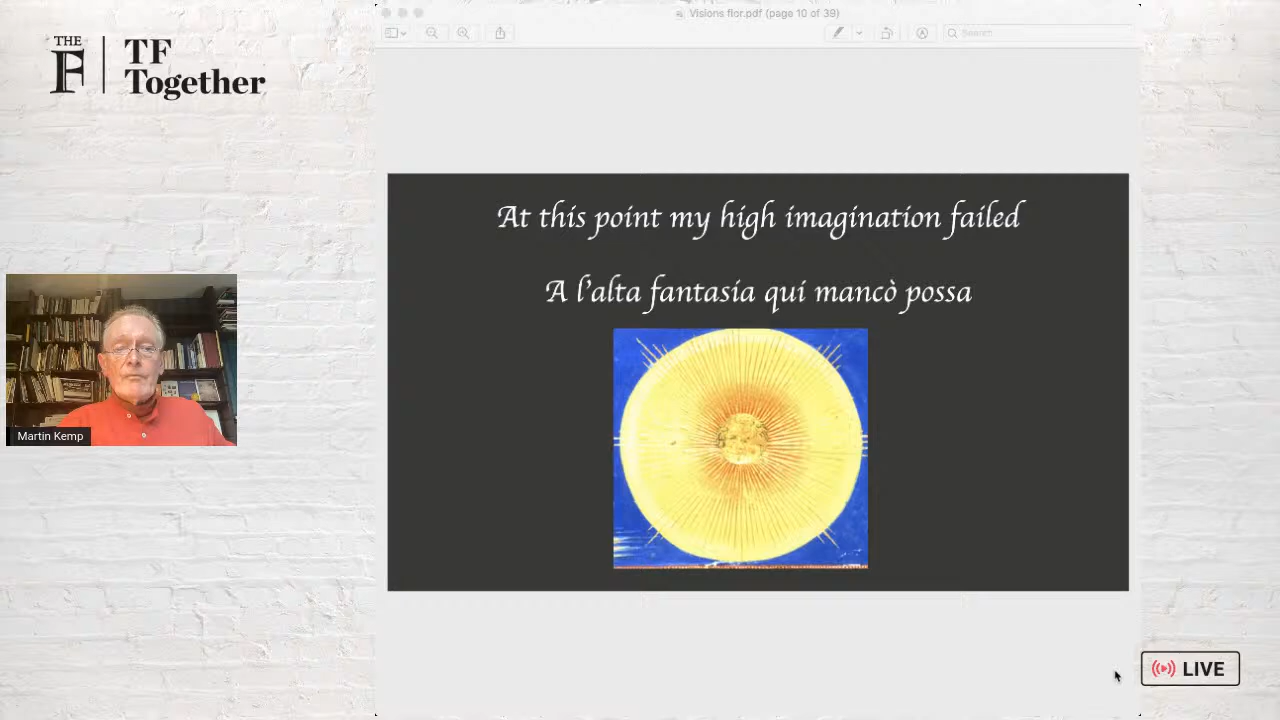 THE
F
TF
Together
Visions flor.pdf (page 10 of 39)
Search
At this point my high imagination failed
A l'alta fantasia qui mancò possa
Martin Kemp
LIVE